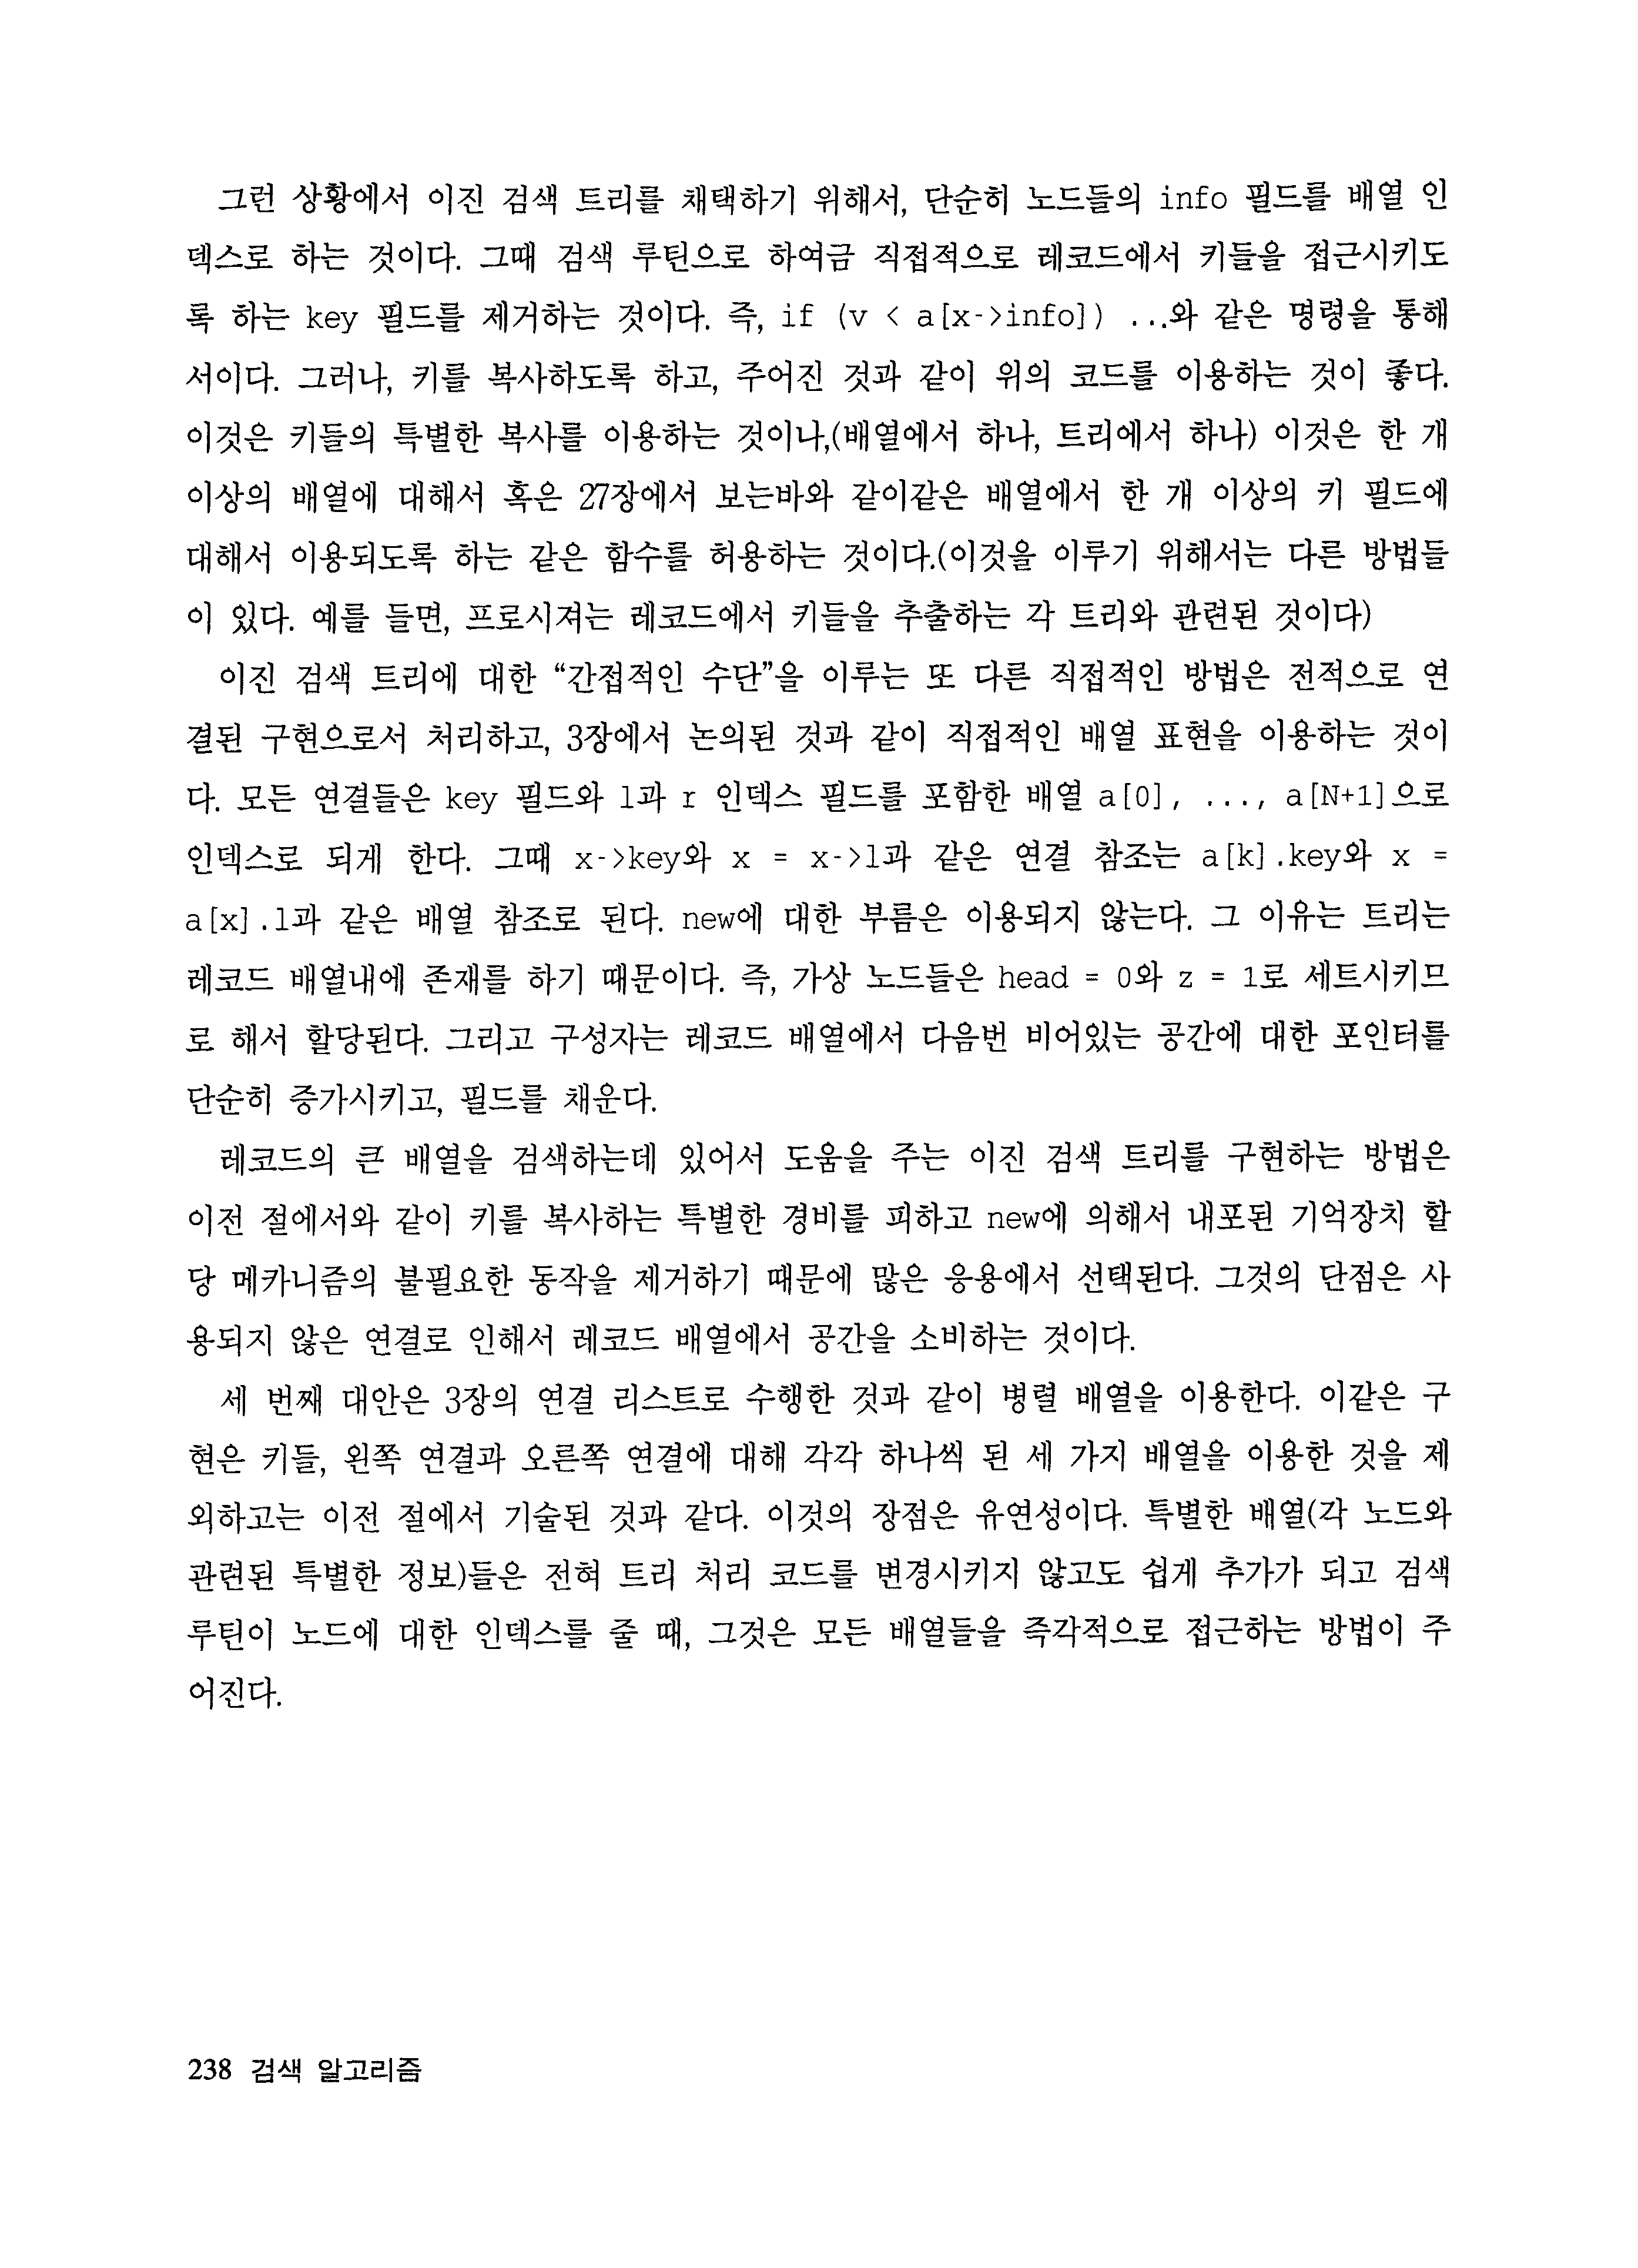 그런 상황에서 이진 검색 트리를 채택하기 위해서, 단순히 노드들의 info 필드를 배열 인
덱스로 하는 것이다. 그때 검색 루틴으로 하여금 직접적으로 레코드에서 키들을 접근시키도
록 하는 key 필드를 제거하는 것이다. 즉, if (v < a[x->info]) ...와 같은 명령을 통해
서이다. 그러나, 키를 복사하도록 하고, 주어진 것과 같이 위의 코드를 이용하는 것이 좋다.
이것은 키들의 특별한 복사를 이용하는 것이나,(배열에서 하나, 트리에서 하나) 이것은 한 개
이상의 배열에 대해서 혹은 27장에서 보는바와 같이같은 배열에서 한 개 이상의 키 필드에
대해서 이용되도록 하는 같은 함수를 허용하는 것이다.(이것을 이루기 위해서는 다른 방법들
이 있다. 예를 들면, 프로시져는 레코드에서 키들을 추출하는 각 트리와 관련된 것이다)
이진 검색 트리에 대한 “간접적인 수단”을 이루는 또 다른 직접적인 방법은 전적으로 연
결된 구현으로서 처리하고, 3장에서 논의된 것과 같이 직접적인 배열 표현을 이용하는 것이
다. 모든 연결들은 key 필드와 l과 r 인덱스 필드를 포함한 배열 a[0], ..., a[N+1]으로
인덱스로 되게 한다. 그때 x->key와 x = x->l과 같은 연결 참조는 a[k].key와 x =
a[x].l과 같은 배열 참조로 된다. new에 대한 부름은 이용되지 않는다. 그 이유는 트리는
레코드 배열내에 존재를 하기 때문이다. 즉, 가상 노드들은 head = 0와 z = 1로 세트시키므
로 해서 할당된다. 그리고 구성자는 레코드 배열에서 다음번 비어있는 공간에 대한 포인터를
단순히 증가시키고, 필드를 채운다.
레코드의 큰 배열을 검색하는데 있어서 도움을 주는 이진 검색 트리를 구현하는 방법은
이전 절에서와 같이 키를 복사하는 특별한 경비를 피하고 new에 의해서 내포된 기억장치 할
당 메카니즘의 불필요한 동작을 제거하기 때문에 많은 응용에서 선택된다. 그것의 단점은 사
용되지 않은 연결로 인해서 레코드 배열에서 공간을 소비하는 것이다.
세 번째 대안은 3장의 연결 리스트로 수행한 것과 같이 병렬 배열을 이용한다. 이같은 구
현은 키들, 왼쪽 연결과 오른쪽 연결에 대해 각각 하나씩 된 세 가지 배열을 이용한 것을 제
외하고는 이전 절에서 기술된 것과 같다. 이것의 장점은 유연성이다. 특별한 배열(각 노드와
관련된 특별한 정보)들은 전혀 트리 처리 코드를 변경시키지 않고도 쉽게 추가가 되고 검색
루틴이 노드에 대한 인덱스를 줄 때, 그것은 모든 배열들을 즉각적으로 접근하는 방법이 주
어진다.
238 검색 알고리즘